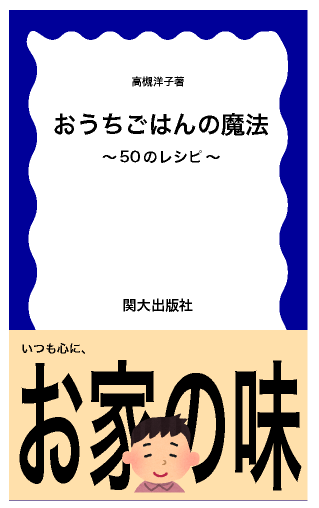 高槻洋子著
おうちごはんの魔法
～50のレシピ～
関大出版社
いつも心に、
お家の味